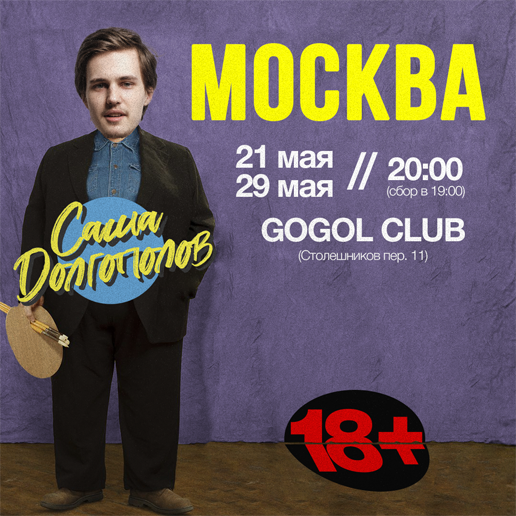 МОСКВА
21 мая
29 мая
// 20:00
(сбор в 19:00)
GOGOL CLUB
(Столешников пер. 11)
Саша
Долгополов
18+